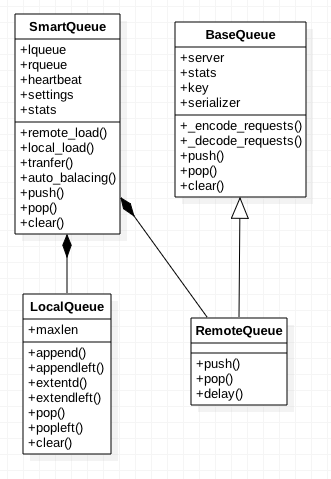 SmartQueue
+lqueue
+rqueue
+heartbeat
+settings
+stats
+remote_load()
+local_load()
+tranfer()
+auto_balacing()
+push()
+pop()
+clear()
BaseQueue
+server
+stats
+key
+serializer
+_encode_requests()
+_decode_requests()
+push()
+pop()
+clear()
LocalQueue
+maxlen
+append()
+appendleft()
+extentd()
+extendleft()
+pop()
+popleft()
+clear()
RemoteQueue
+push()
+pop()
+delay()